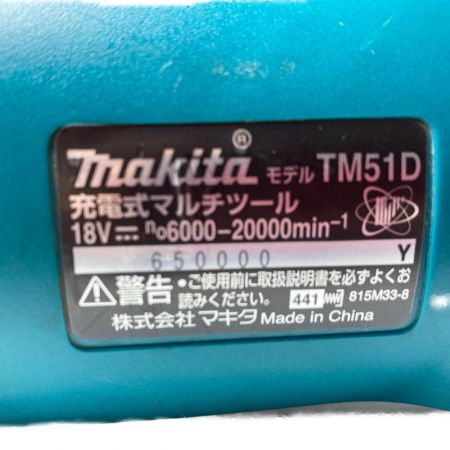 makita® モデル TM51D
充電式マルチツール
18V⎓ n₀6000-20000min⁻¹
650000 Y
⚠警告 •ご使用前に取扱説明書を必ずよくお
読みください。 441 815M33-8
株式会社マキタ Made in China